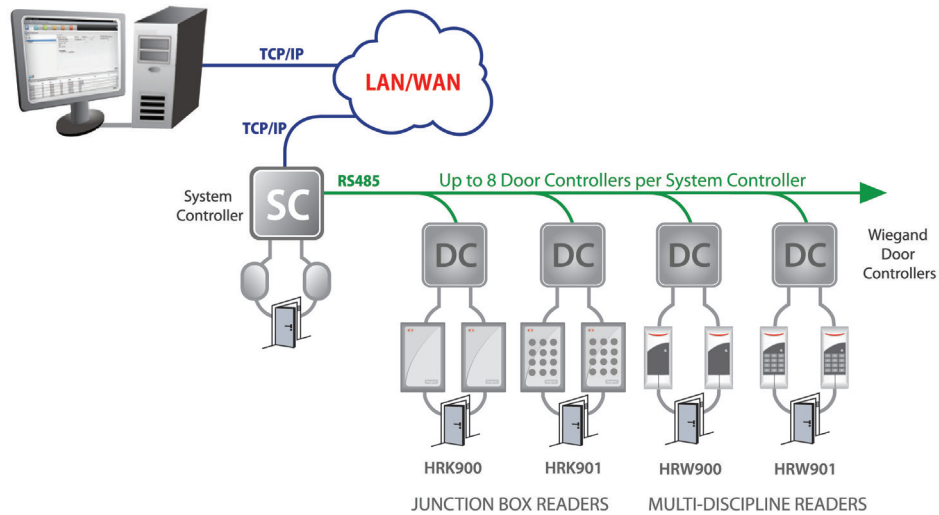 TCP/IP
LAN/WAN
TCP/IP
System
Controller
SC
RS485
Up to 8 Door Controllers per System Controller
DC
DC
DC
DC
Wiegand
Door
Controllers
HRK900
HRK901
HRW900
HRW901
JUNCTION BOX READERS
MULTI-DISCIPLINE READERS